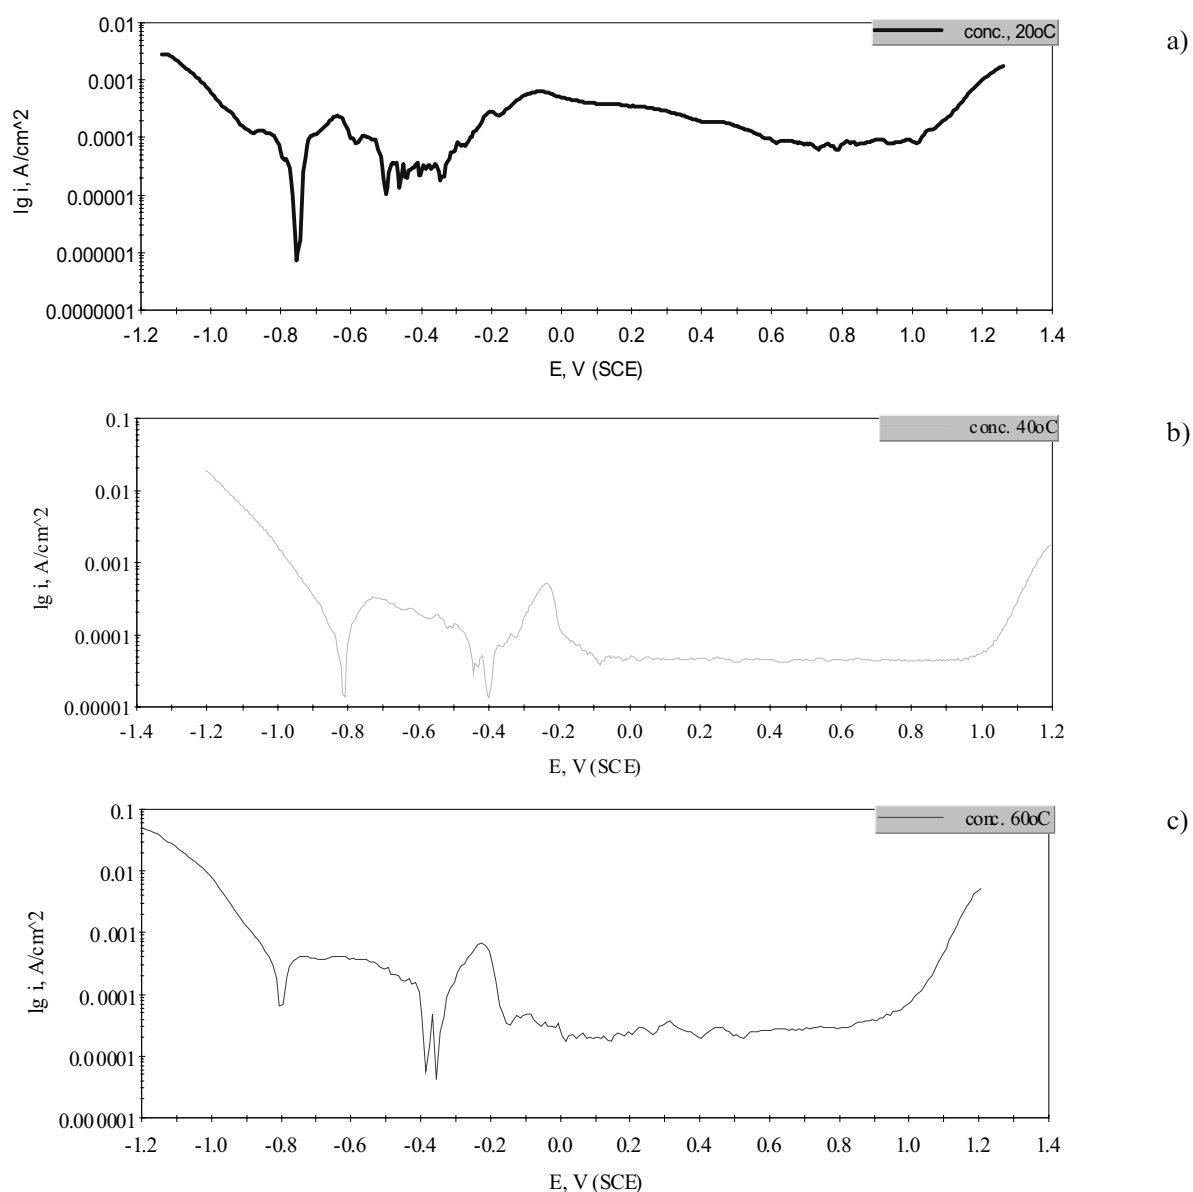 0.01
conc., 20oC
a)
0.001
0.0001
0.00001
0.000001
0.0000001
lg i, A/cm^2
-1.2 -1.0 -0.8 -0.6 -0.4 -0.2 0.0 0.2 0.4 0.6 0.8 1.0 1.2 1.4
E, V (SCE)
0.1
conc. 40oC
b)
0.01
0.001
0.0001
0.00001
lg i, A/cm^2
-1.4 -1.2 -1.0 -0.8 -0.6 -0.4 -0.2 0.0 0.2 0.4 0.6 0.8 1.0 1.2
E, V (SCE)
0.1
conc. 60oC
c)
0.01
0.001
0.0001
0.00001
0.0000001
lg i, A/cm^2
-1.2 -1.0 -0.8 -0.6 -0.4 -0.2 0.0 0.2 0.4 0.6 0.8 1.0 1.2 1.4
E, V (SCE)